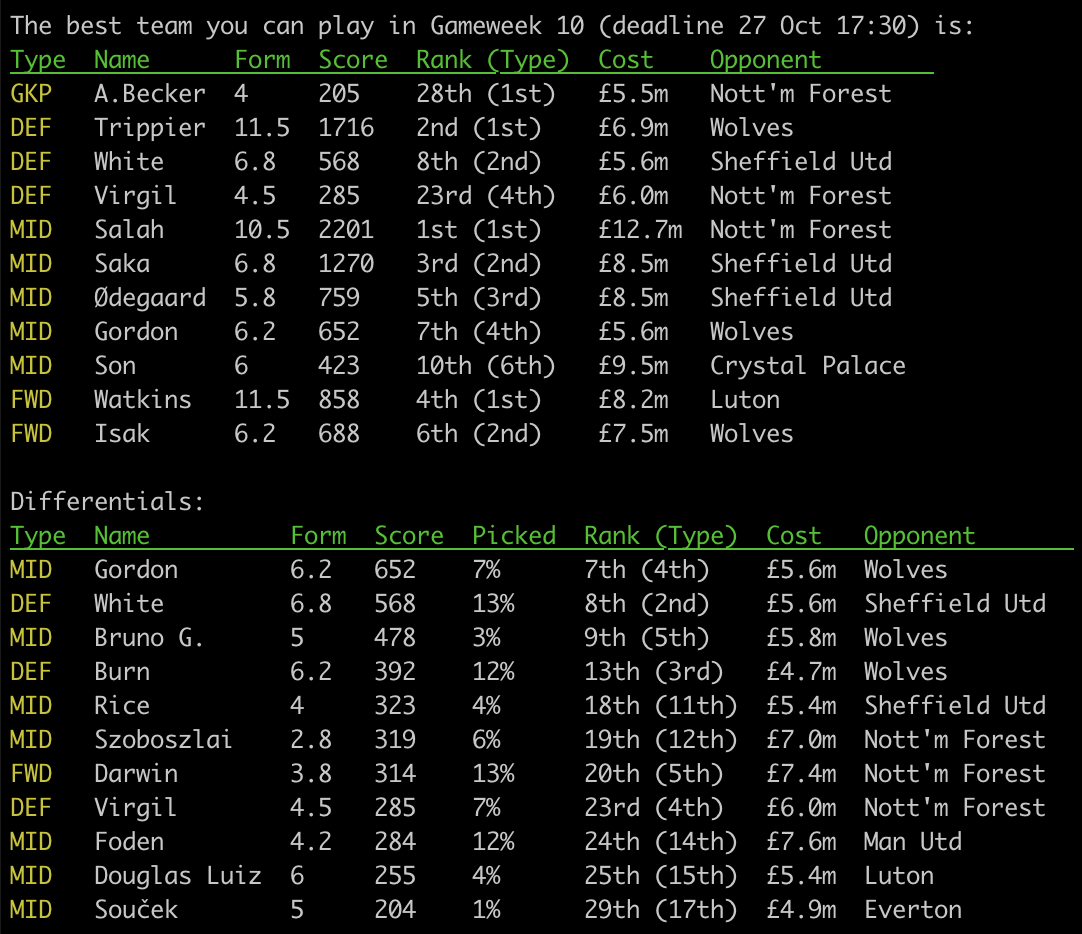 The best team you can play in Gameweek 10 (deadline 27 Oct 17:30) is:
Type  Name      Form  Score  Rank (Type)  Cost    Opponent
GKP   A.Becker  4     205    28th (1st)   £5.5m   Nott'm Forest
DEF   Trippier  11.5  1716   2nd (1st)    £6.9m   Wolves
DEF   White     6.8   568    8th (2nd)    £5.6m   Sheffield Utd
DEF   Virgil    4.5   285    23rd (4th)   £6.0m   Nott'm Forest
MID   Salah     10.5  2201   1st (1st)    £12.7m  Nott'm Forest
MID   Saka      6.8   1270   3rd (2nd)    £8.5m   Sheffield Utd
MID   Ødegaard  5.8   759    5th (3rd)    £8.5m   Sheffield Utd
MID   Gordon    6.2   652    7th (4th)    £5.6m   Wolves
MID   Son       6     423    10th (6th)   £9.5m   Crystal Palace
FWD   Watkins   11.5  858    4th (1st)    £8.2m   Luton
FWD   Isak      6.2   688    6th (2nd)    £7.5m   Wolves
Differentials:
Type  Name          Form  Score  Picked  Rank (Type)  Cost   Opponent
MID   Gordon        6.2   652    7%      7th (4th)    £5.6m  Wolves
DEF   White         6.8   568    13%     8th (2nd)    £5.6m  Sheffield Utd
MID   Bruno G.      5     478    3%      9th (5th)    £5.8m  Wolves
DEF   Burn          6.2   392    12%     13th (3rd)   £4.7m  Wolves
MID   Rice          4     323    4%      18th (11th)  £5.4m  Sheffield Utd
MID   Szoboszlai    2.8   319    6%      19th (12th)  £7.0m  Nott'm Forest
FWD   Darwin        3.8   314    13%     20th (5th)   £7.4m  Nott'm Forest
DEF   Virgil        4.5   285    7%      23rd (4th)   £6.0m  Nott'm Forest
MID   Foden         4.2   284    12%     24th (14th)  £7.6m  Man Utd
MID   Douglas Luiz  6     255    4%      25th (15th)  £5.4m  Luton
MID   Souček        5     204    1%      29th (17th)  £4.9m  Everton